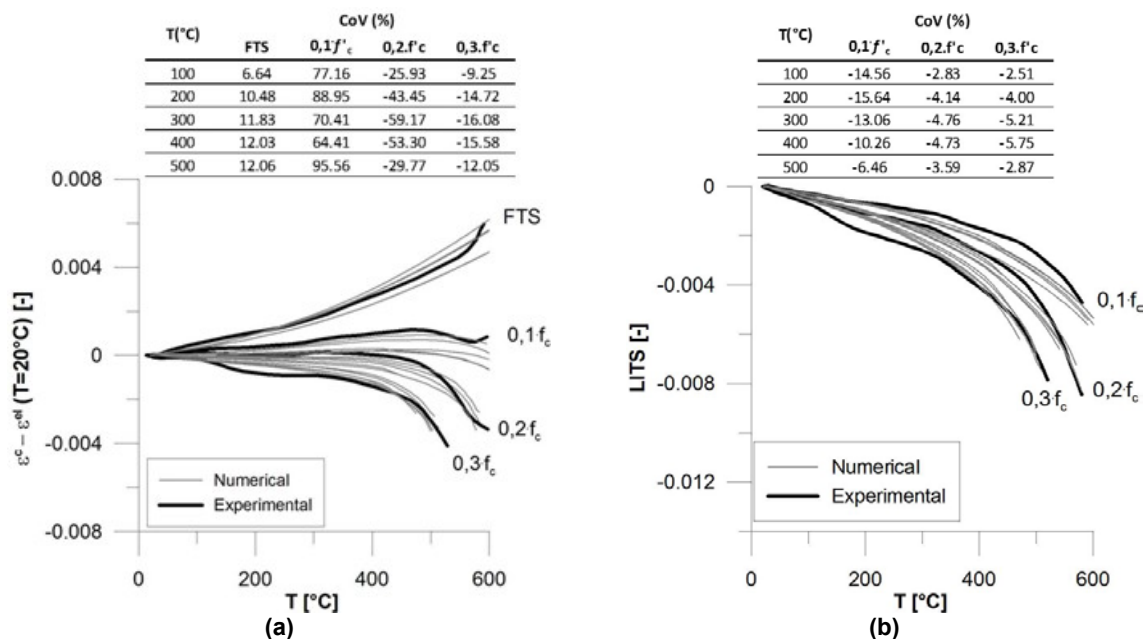 CoV (%)
T(°C) FTS 0,1·f'c 0,2.f'c 0,3.f'c
100 6.64 77.16 -25.93 -9.25
200 10.48 88.95 -43.45 -14.72
300 11.83 70.41 -59.17 -16.08
400 12.03 64.41 -53.30 -15.58
500 12.06 95.56 -29.77 -12.05
0.008
0.004
0
-0.004
-0.008
εᶜ – εᵉˡ (T=20°C) [-]
FTS
0,1·fc
0,2·fc
0,3·fc
Numerical
Experimental
0 200 400 600
T [°C]
(a)
CoV (%)
T(°C) 0,1·f'c 0,2.f'c 0,3.f'c
100 -14.56 -2.83 -2.51
200 -15.64 -4.14 -4.00
300 -13.06 -4.76 -5.21
400 -10.26 -4.73 -5.75
500 -6.46 -3.59 -2.87
0
-0.004
-0.008
-0.012
LITS [-]
0,1·fc
0,2·fc
0,3·fc
Numerical
Experimental
0 200 400 600
T [°C]
(b)